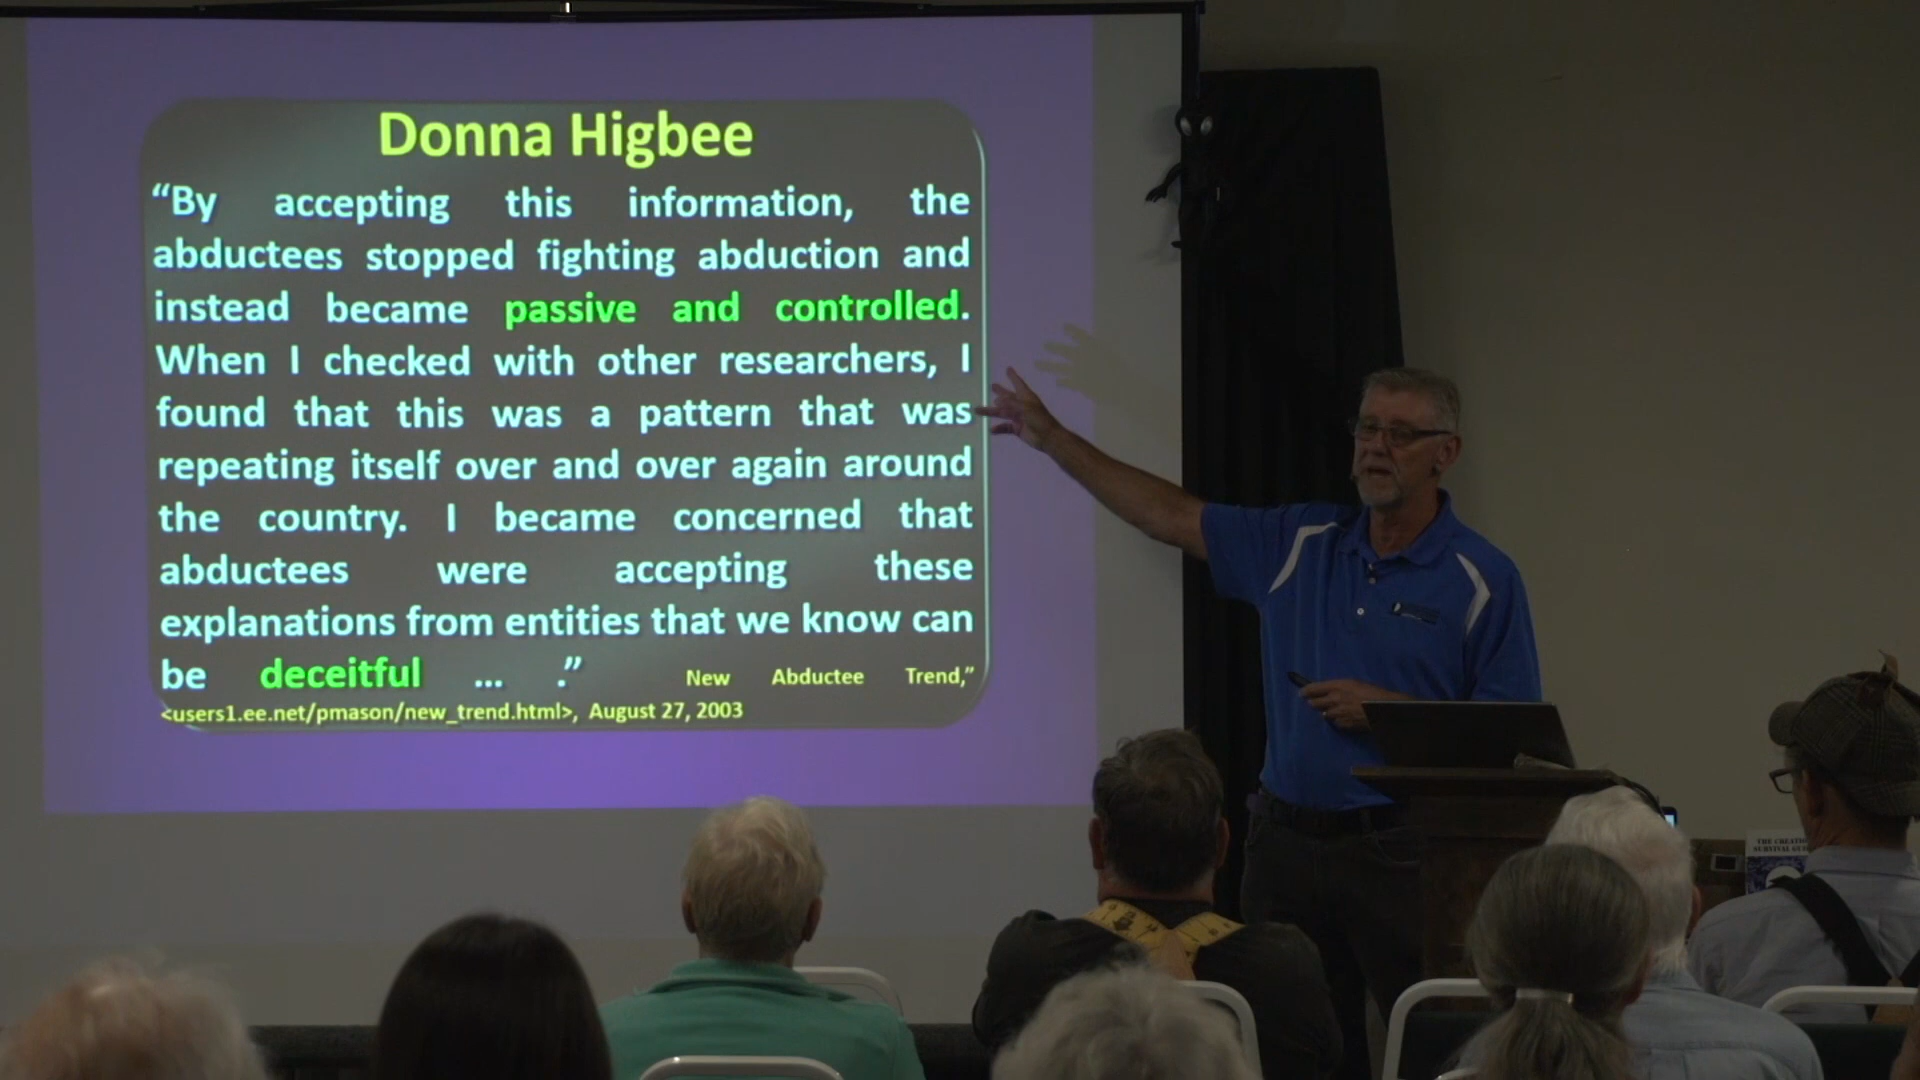 Donna Higbee
“By accepting this information, the
abductees stopped fighting abduction and
instead became passive and controlled.
When I checked with other researchers, I
found that this was a pattern that was
repeating itself over and over again around
the country. I became concerned that
abductees were accepting these
explanations from entities that we know can
be deceitful ... .” New Abductee Trend,”
<users1.ee.net/pmason/new_trend.html>, August 27, 2003
THE
SURVIVAL